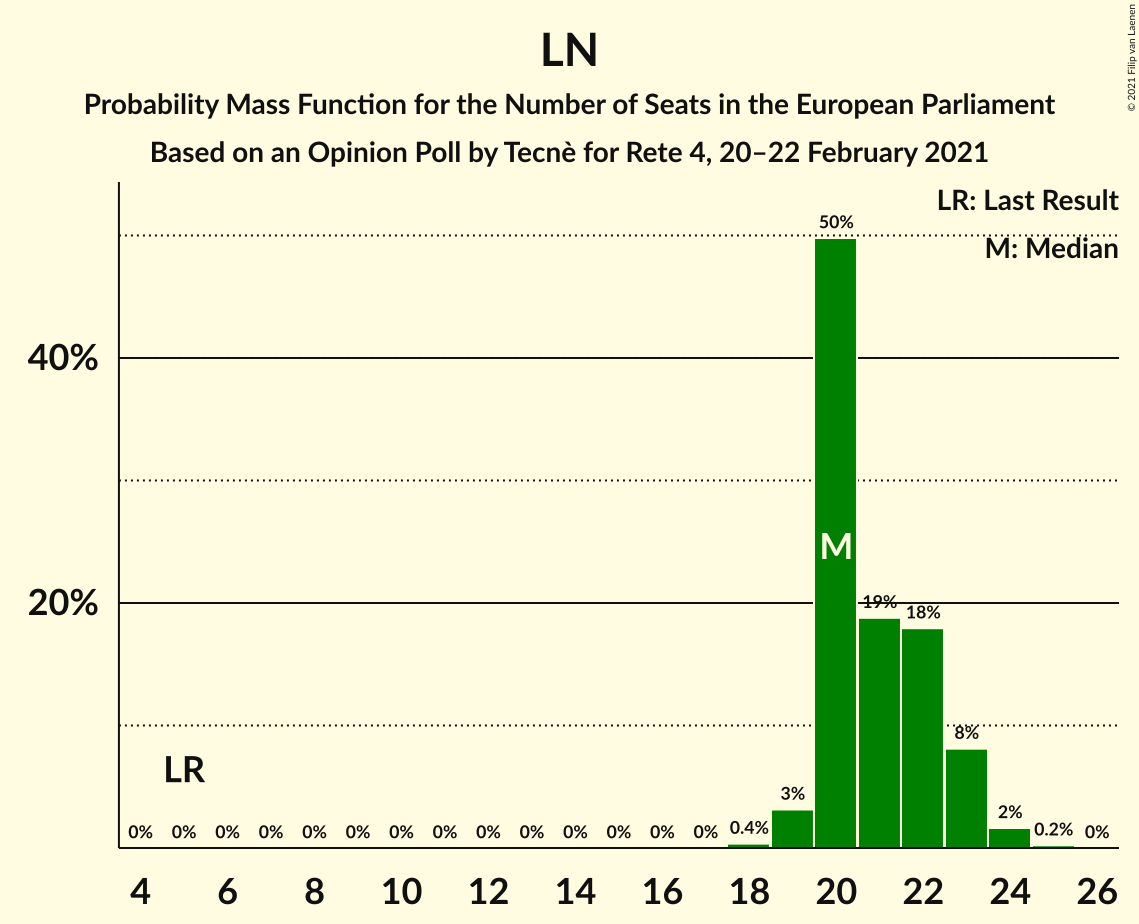 LN
Probability Mass Function for the Number of Seats in the European Parliament
Based on an Opinion Poll by Tecnè for Rete 4, 20–22 February 2021
© 2021 Filip van Laenen
LR: Last Result
M: Median
50%
40%
M
20%
19%
18%
8%
LR
3%
2%
0% 0% 0% 0% 0% 0% 0% 0% 0% 0% 0% 0% 0% 0% 0.4% 0.2% 0%
4 6 8 10 12 14 16 18 20 22 24 26